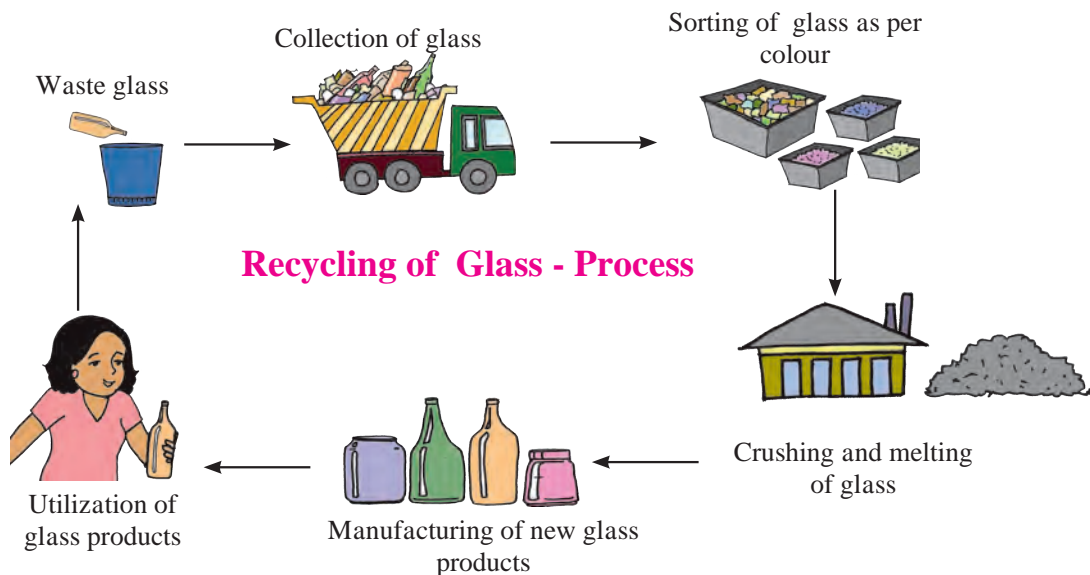 Collection of glass
Sorting of glass as per
colour
Waste glass
Recycling of Glass - Process
Crushing and melting
of glass
Manufacturing of new glass
products
Utilization of
glass products